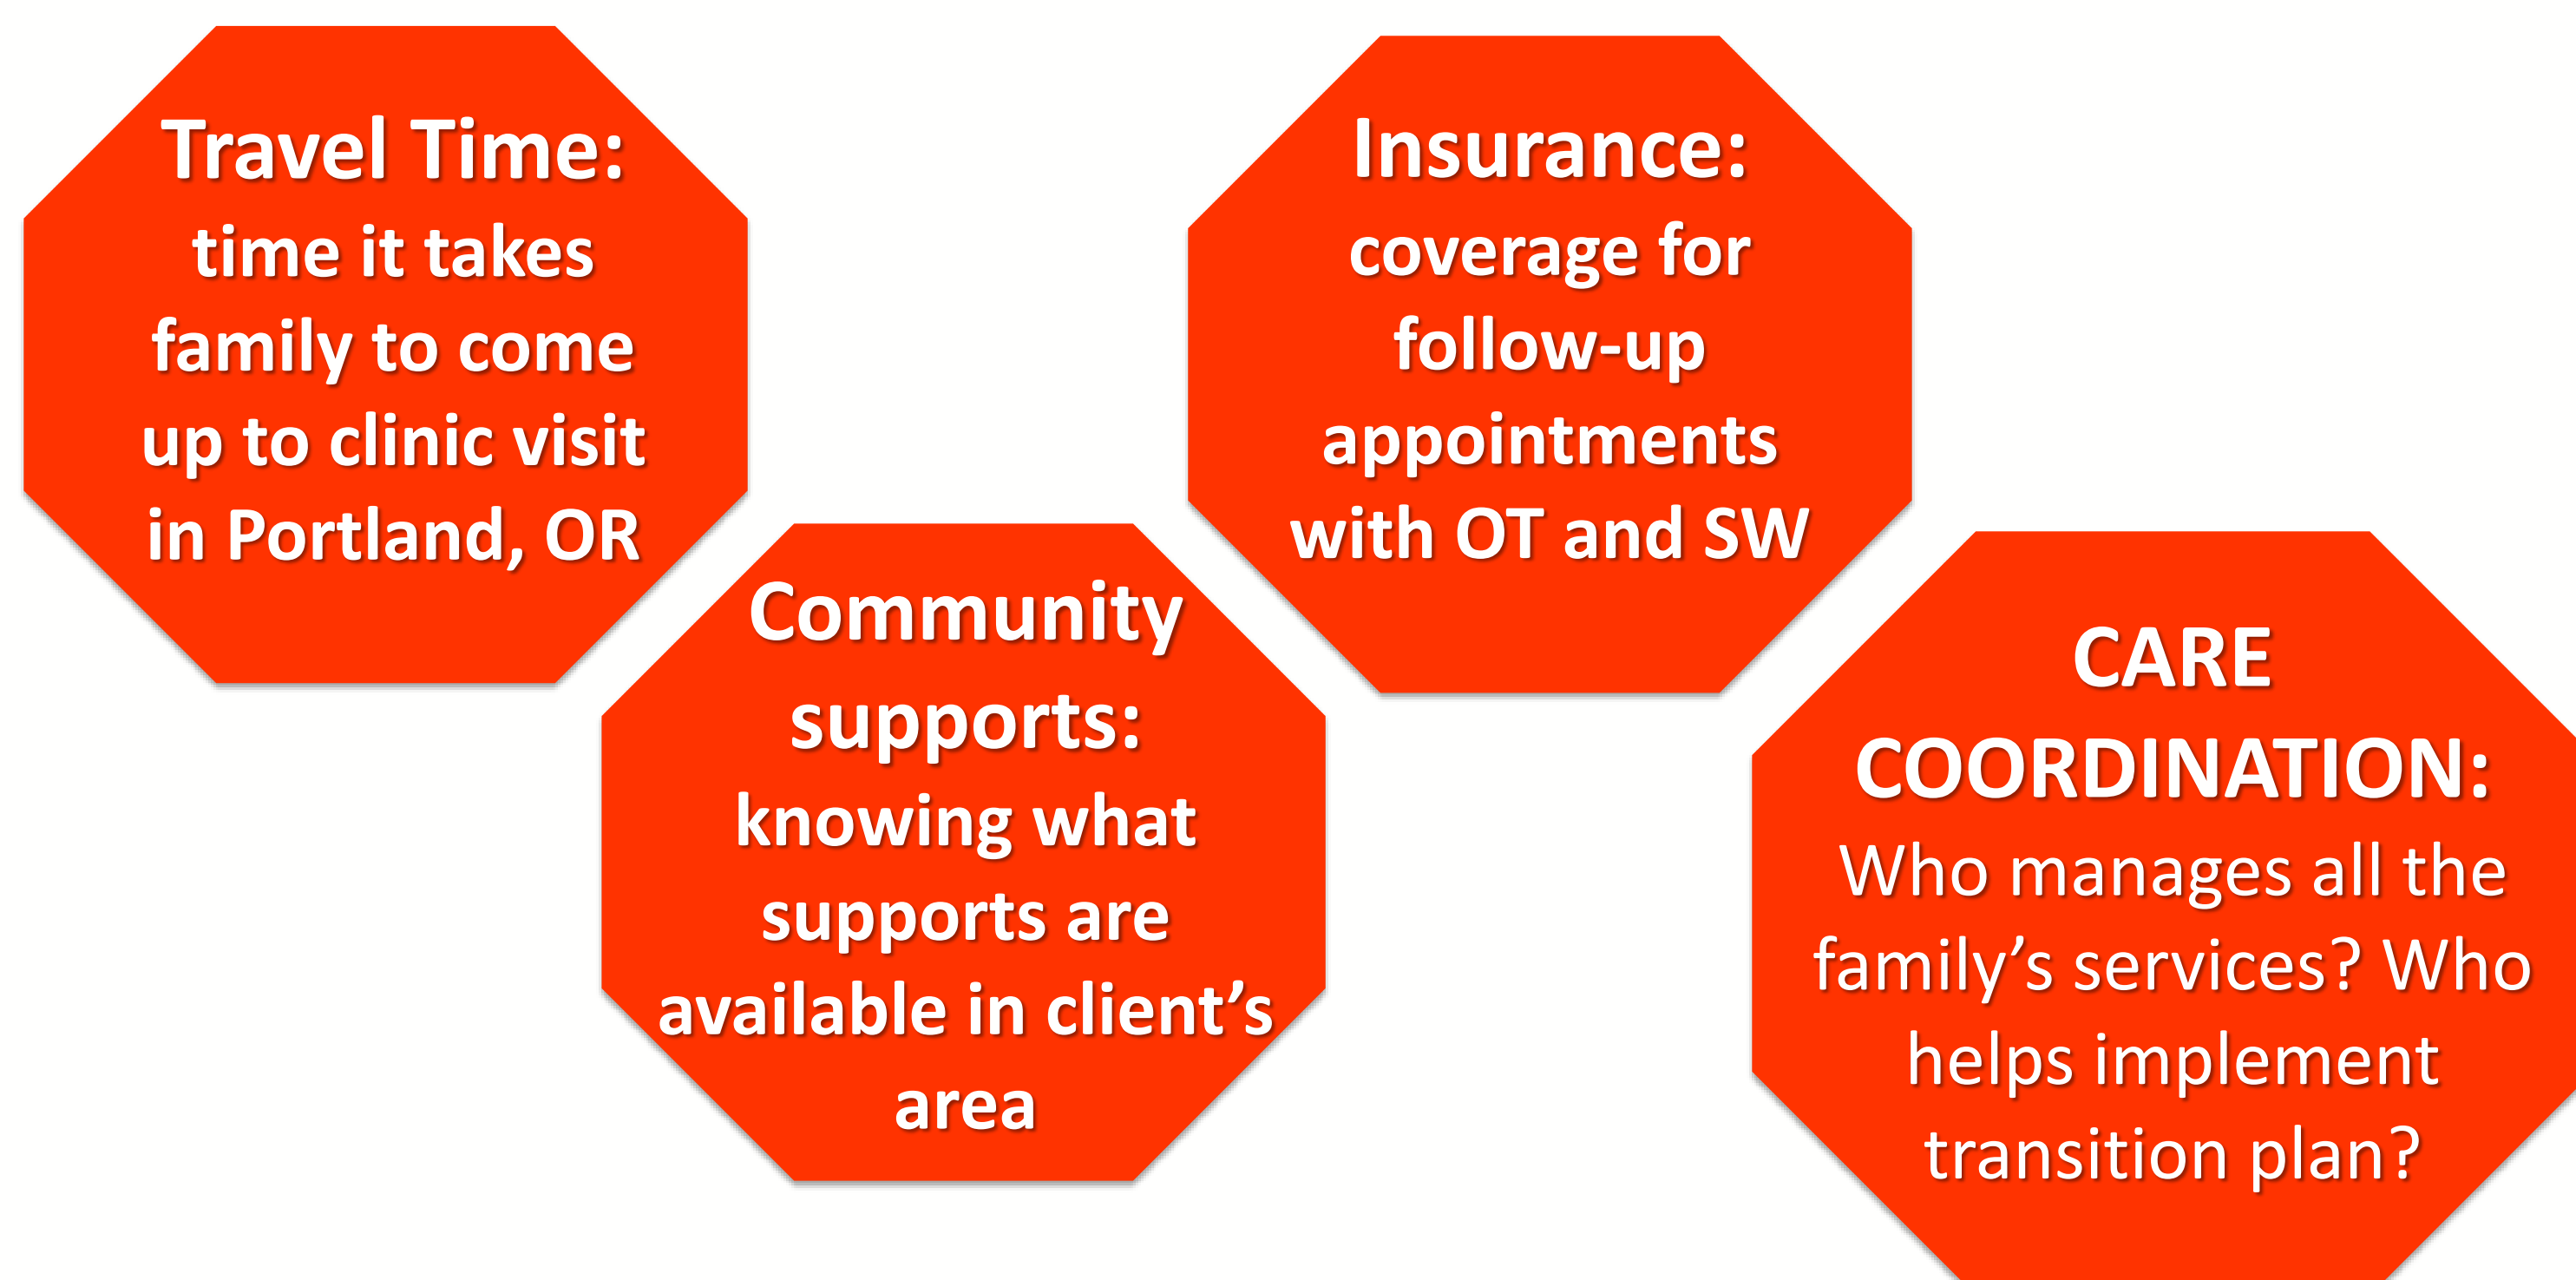 Travel Time:
time it takes
family to come
up to clinic visit
in Portland, OR
Community
supports:
knowing what
supports are
available in client’s
area
Insurance:
coverage for
follow-up
appointments
with OT and SW
CARE
COORDINATION:
Who manages all the
family’s services? Who
helps implement
transition plan?